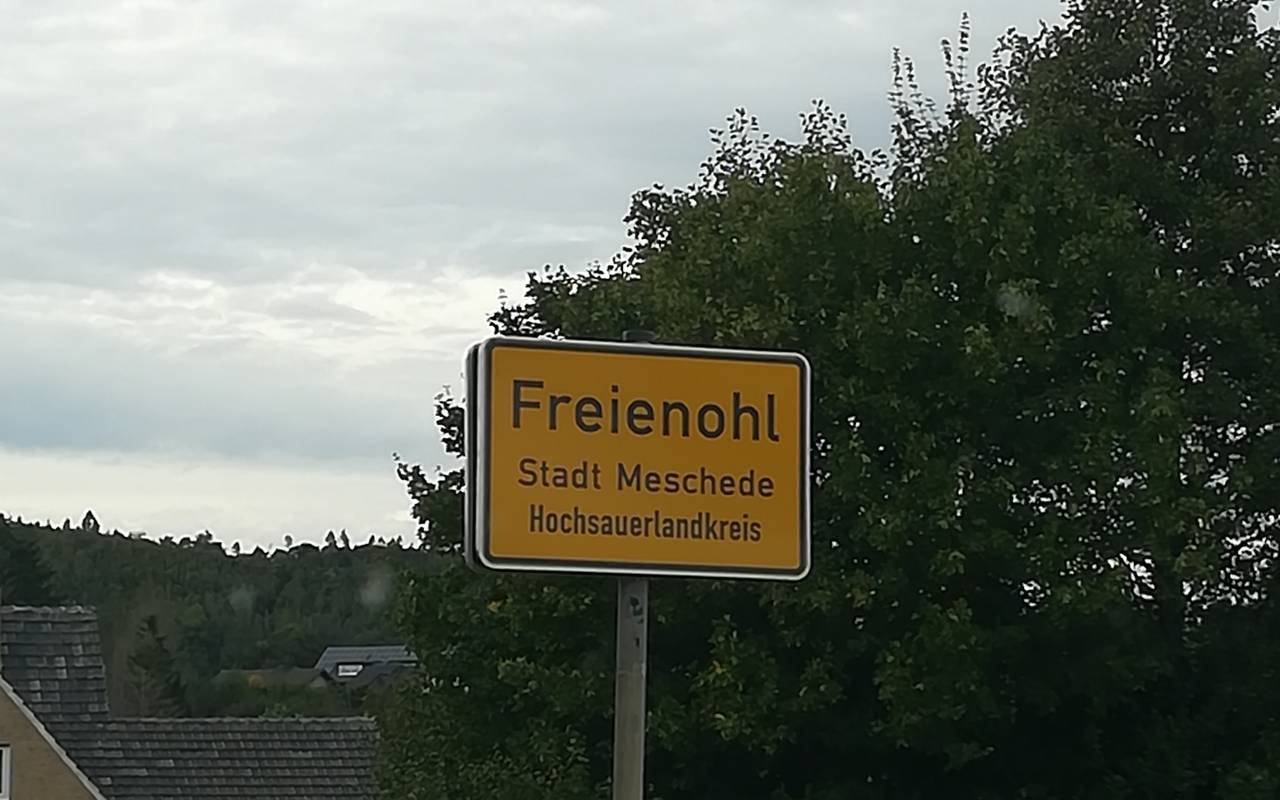 Freienohl
Stadt Meschede
Hochsauerlandkreis